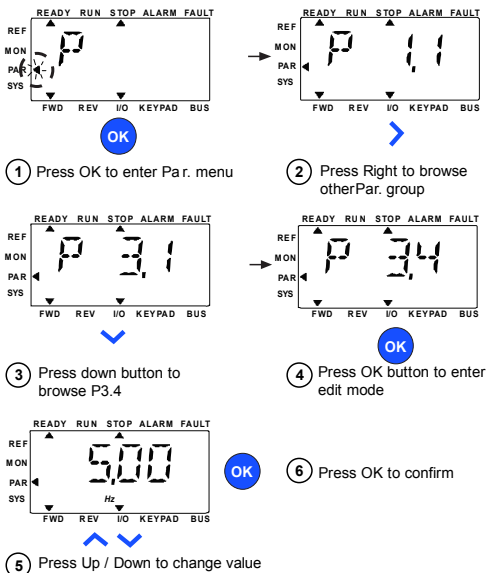 READY RUN STOP ALARM FAULT
REF
MON
PAR
SYS
P
FWD REV I/O KEYPAD BUS
OK
1 Press OK to enter Par. menu
READY RUN STOP ALARM FAULT
REF
MON
PAR
SYS
P 1,1
FWD REV I/O KEYPAD BUS
2 Press Right to browse
otherPar. group
READY RUN STOP ALARM FAULT
REF
MON
PAR
SYS
P 3,1
FWD REV I/O KEYPAD BUS
3 Press down button to
browse P3.4
READY RUN STOP ALARM FAULT
REF
MON
PAR
SYS
P 3,4
FWD REV I/O KEYPAD BUS
OK
4 Press OK button to enter
edit mode
READY RUN STOP ALARM FAULT
REF
MON
PAR
SYS
5,00
Hz
FWD REV I/O KEYPAD BUS
5 Press Up / Down to change value
OK
6 Press OK to confirm